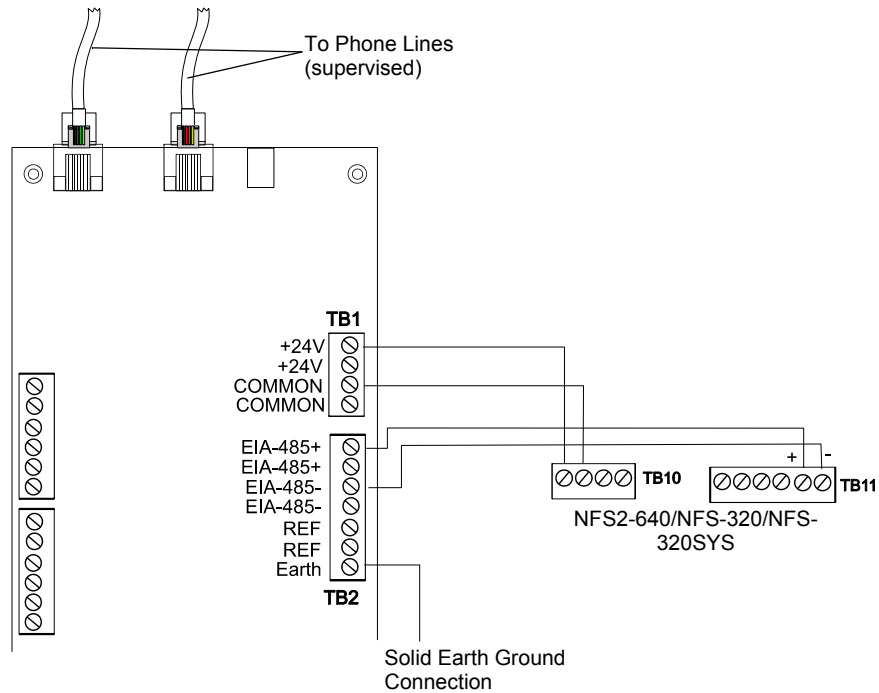 To Phone Lines
(supervised)
TB1
+24V
+24V
COMMON
COMMON
EIA-485+
EIA-485+
EIA-485-
EIA-485-
REF
REF
Earth
TB2
+ -
TB10
TB11
NFS2-640/NFS-320/NFS-
320SYS
Solid Earth Ground
Connection